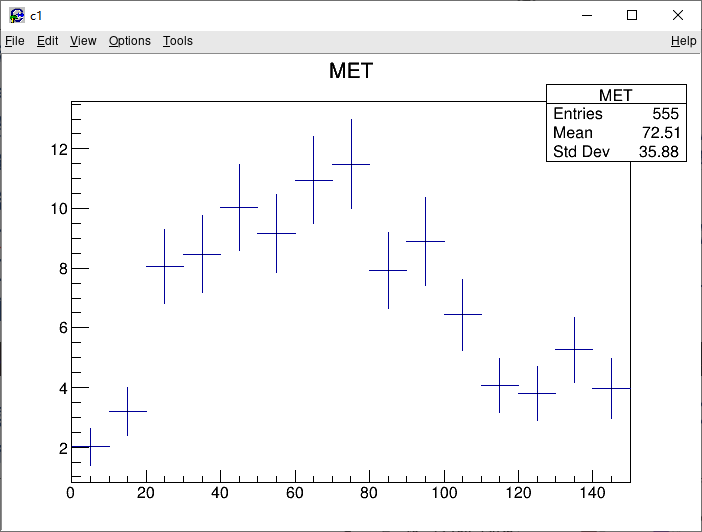 c1
File Edit View Options Tools Help
MET
MET
Entries 555
Mean 72.51
Std Dev 35.88
12
10
8
6
4
2
0 20 40 60 80 100 120 140